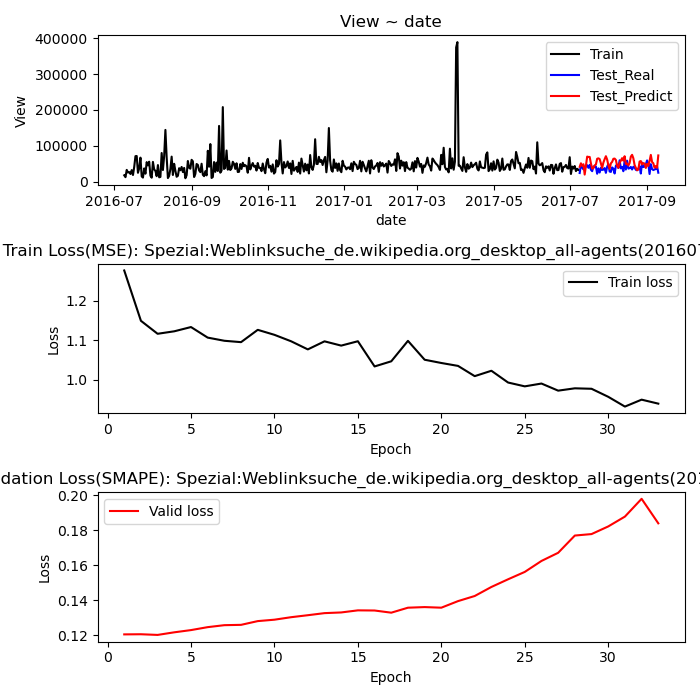 View ~ date
400000
300000
200000
100000
0
View
Train
Test_Real
Test_Predict
2016-07 2016-09 2016-11 2017-01 2017-03 2017-05 2017-07 2017-09
date
Train Loss(MSE): Spezial:Weblinksuche_de.wikipedia.org_desktop_all-agents(201607
1.2
1.1
1.0
Loss
Train loss
0 5 10 15 20 25 30
Epoch
dation Loss(SMAPE): Spezial:Weblinksuche_de.wikipedia.org_desktop_all-agents(201
0.20
0.18
0.16
0.14
0.12
Loss
Valid loss
0 5 10 15 20 25 30
Epoch